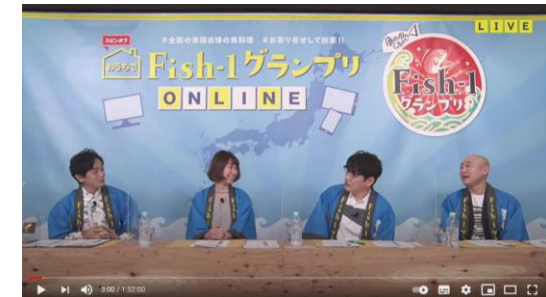 LIVE
スピンオフ
#全国の漁師自慢の魚料理 #お取り寄せして投票!!
おうちで
Fish-1グランプリ
ONLINE
Fish-1
グランプリ
3:00 / 1:52:00